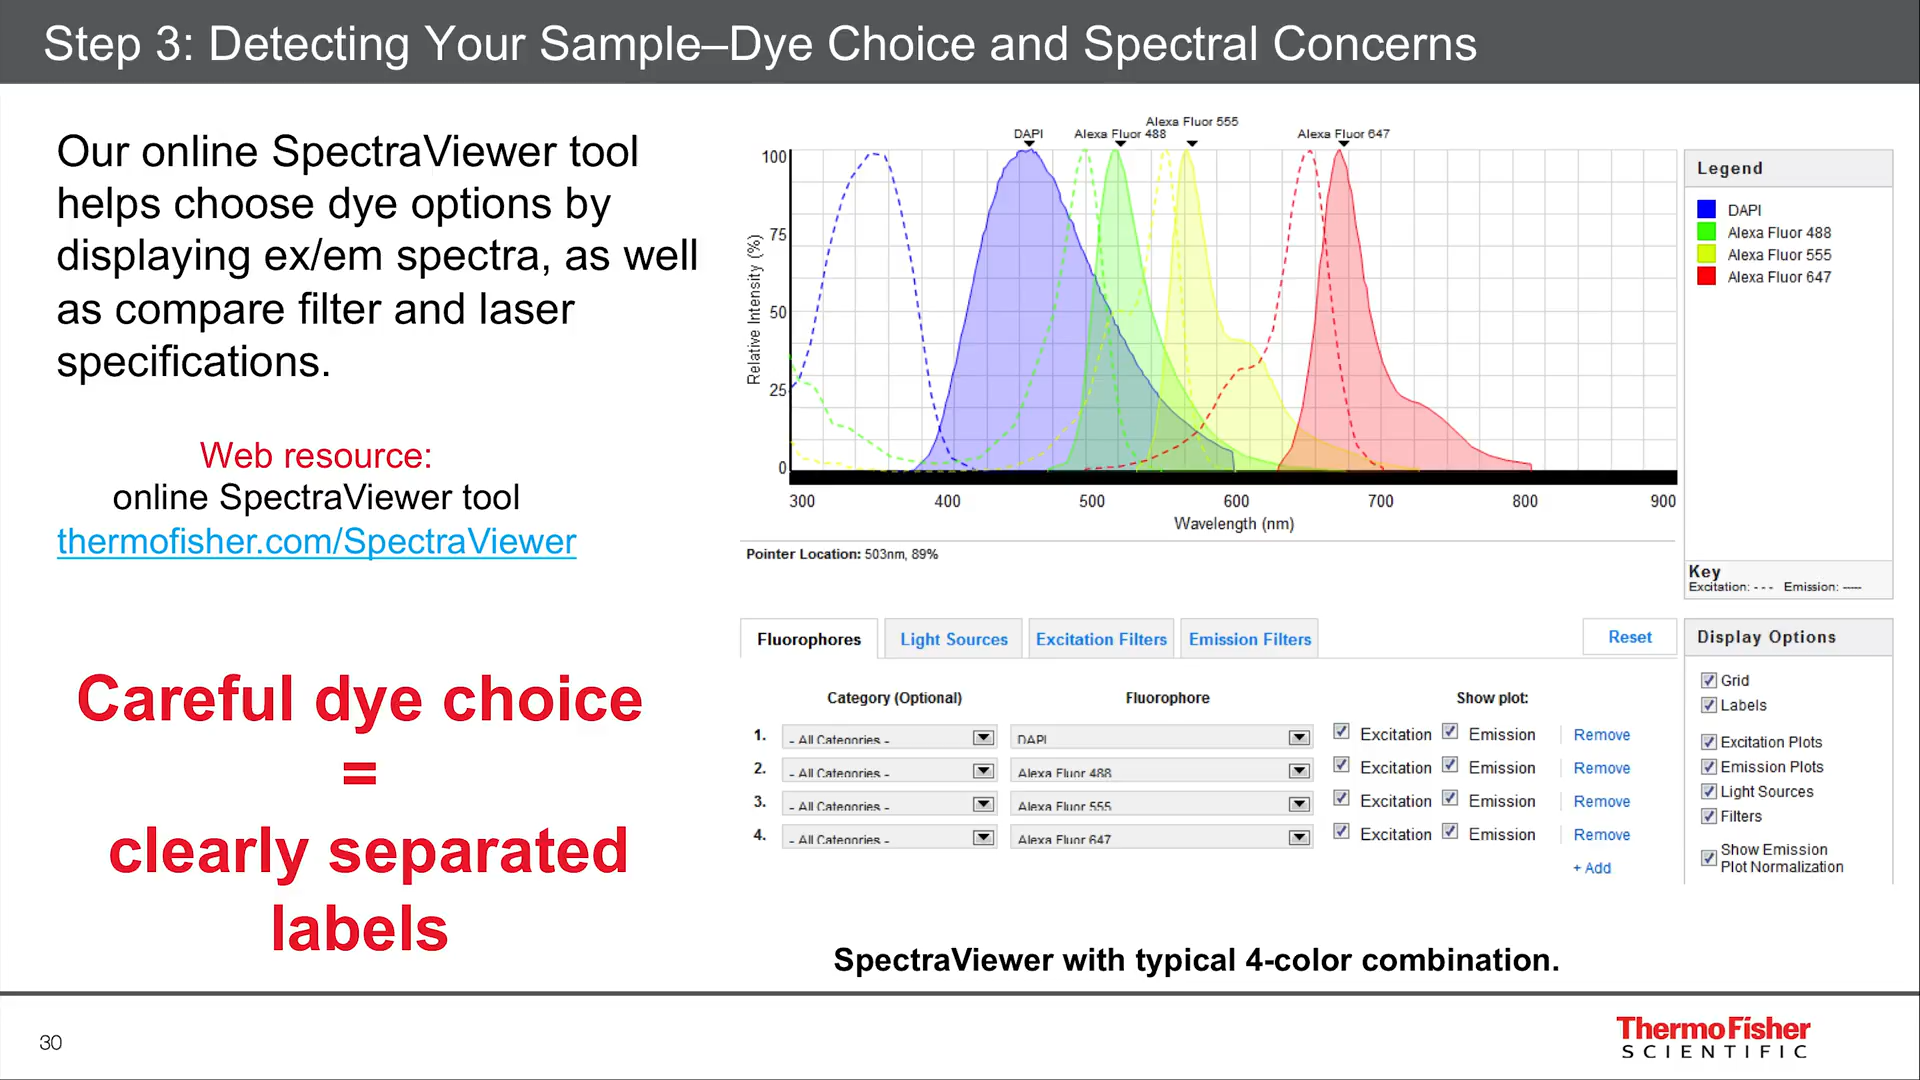 Step 3: Detecting Your Sample–Dye Choice and Spectral Concerns
Our online SpectraViewer tool
helps choose dye options by
displaying ex/em spectra, as well
as compare filter and laser
specifications.
Web resource:
online SpectraViewer tool
thermofisher.com/SpectraViewer
Careful dye choice
=
clearly separated
labels
DAPI
Alexa Fluor 488
Alexa Fluor 555
Alexa Fluor 647
Relative Intensity (%)
100
75
50
25
0
300 400 500 600 700 800 900
Wavelength (nm)
Pointer Location: 503nm, 89%
Legend
DAPI
Alexa Fluor 488
Alexa Fluor 555
Alexa Fluor 647
Key
Excitation: - - - Emission: -----
Fluorophores Light Sources Excitation Filters Emission Filters Reset
Category (Optional) Fluorophore Show plot:
1. - All Categories - DAPI Excitation Emission Remove
2. - All Categories - Alexa Fluor 488 Excitation Emission Remove
3. - All Categories - Alexa Fluor 555 Excitation Emission Remove
4. - All Categories - Alexa Fluor 647 Excitation Emission Remove
+ Add
Display Options
Grid
Labels
Excitation Plots
Emission Plots
Light Sources
Filters
Show Emission
Plot Normalization
SpectraViewer with typical 4-color combination.
30
ThermoFisher
SCIENTIFIC